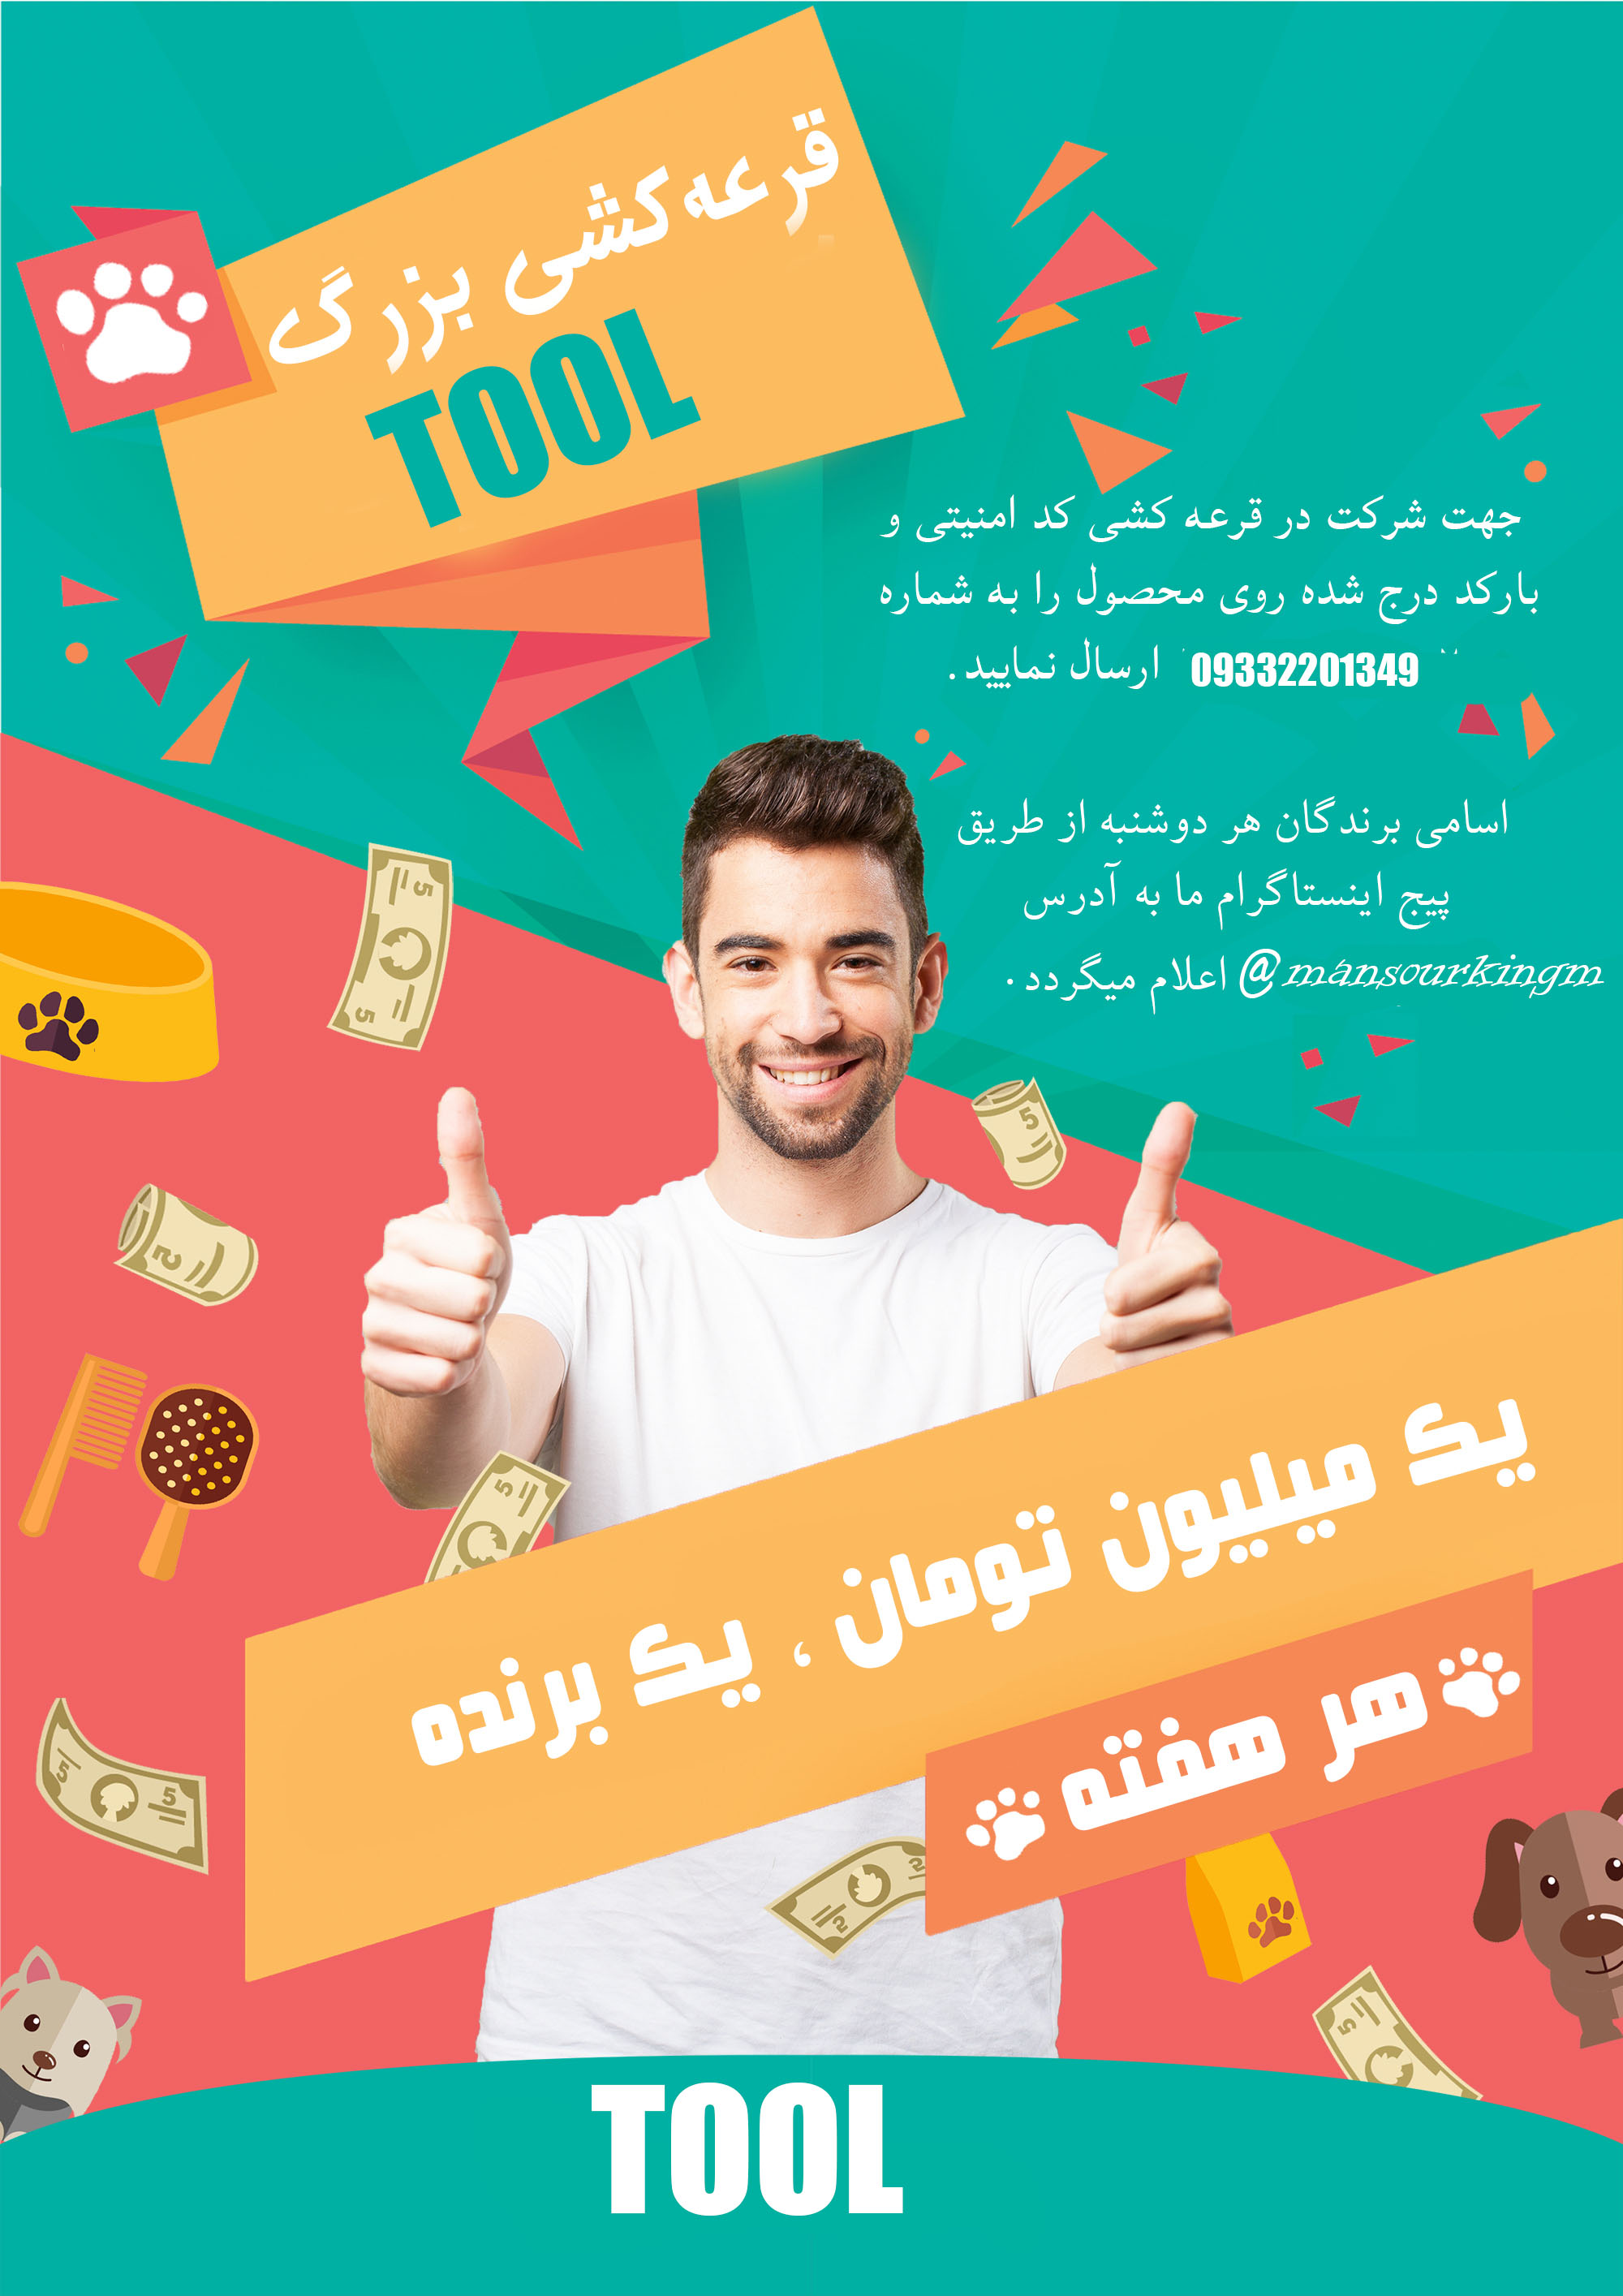 قرعه‌کشی بزرگ
TOOL
جهت شرکت در قرعه کشی کد امنیتی و
بارکد درج شده روی محصول را به شماره
09332201349 ارسال نمایید.
اسامی برندگان هر دوشنبه از طریق
پیج اینستاگرام ما به آدرس
@mansourkingm اعلام میگردد.
یک میلیون تومان ، یک برنده
هر هفته
TOOL